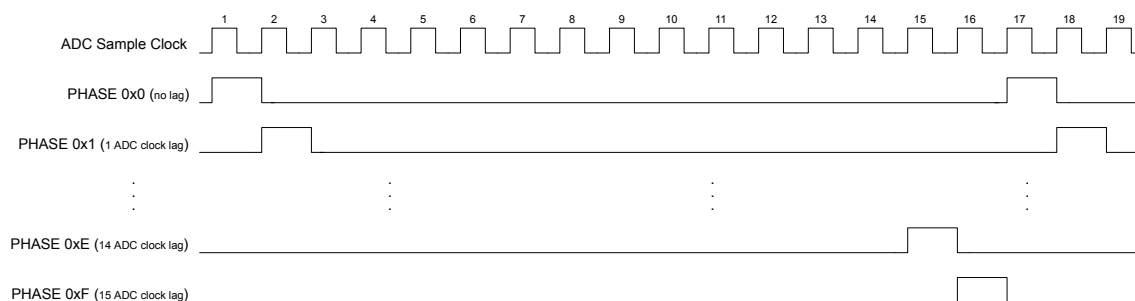 1 2 3 4 5 6 7 8 9 10 11 12 13 14 15 16 17 18 19
ADC Sample Clock
PHASE 0x0 (no lag)
PHASE 0x1 (1 ADC clock lag)
PHASE 0xE (14 ADC clock lag)
PHASE 0xF (15 ADC clock lag)